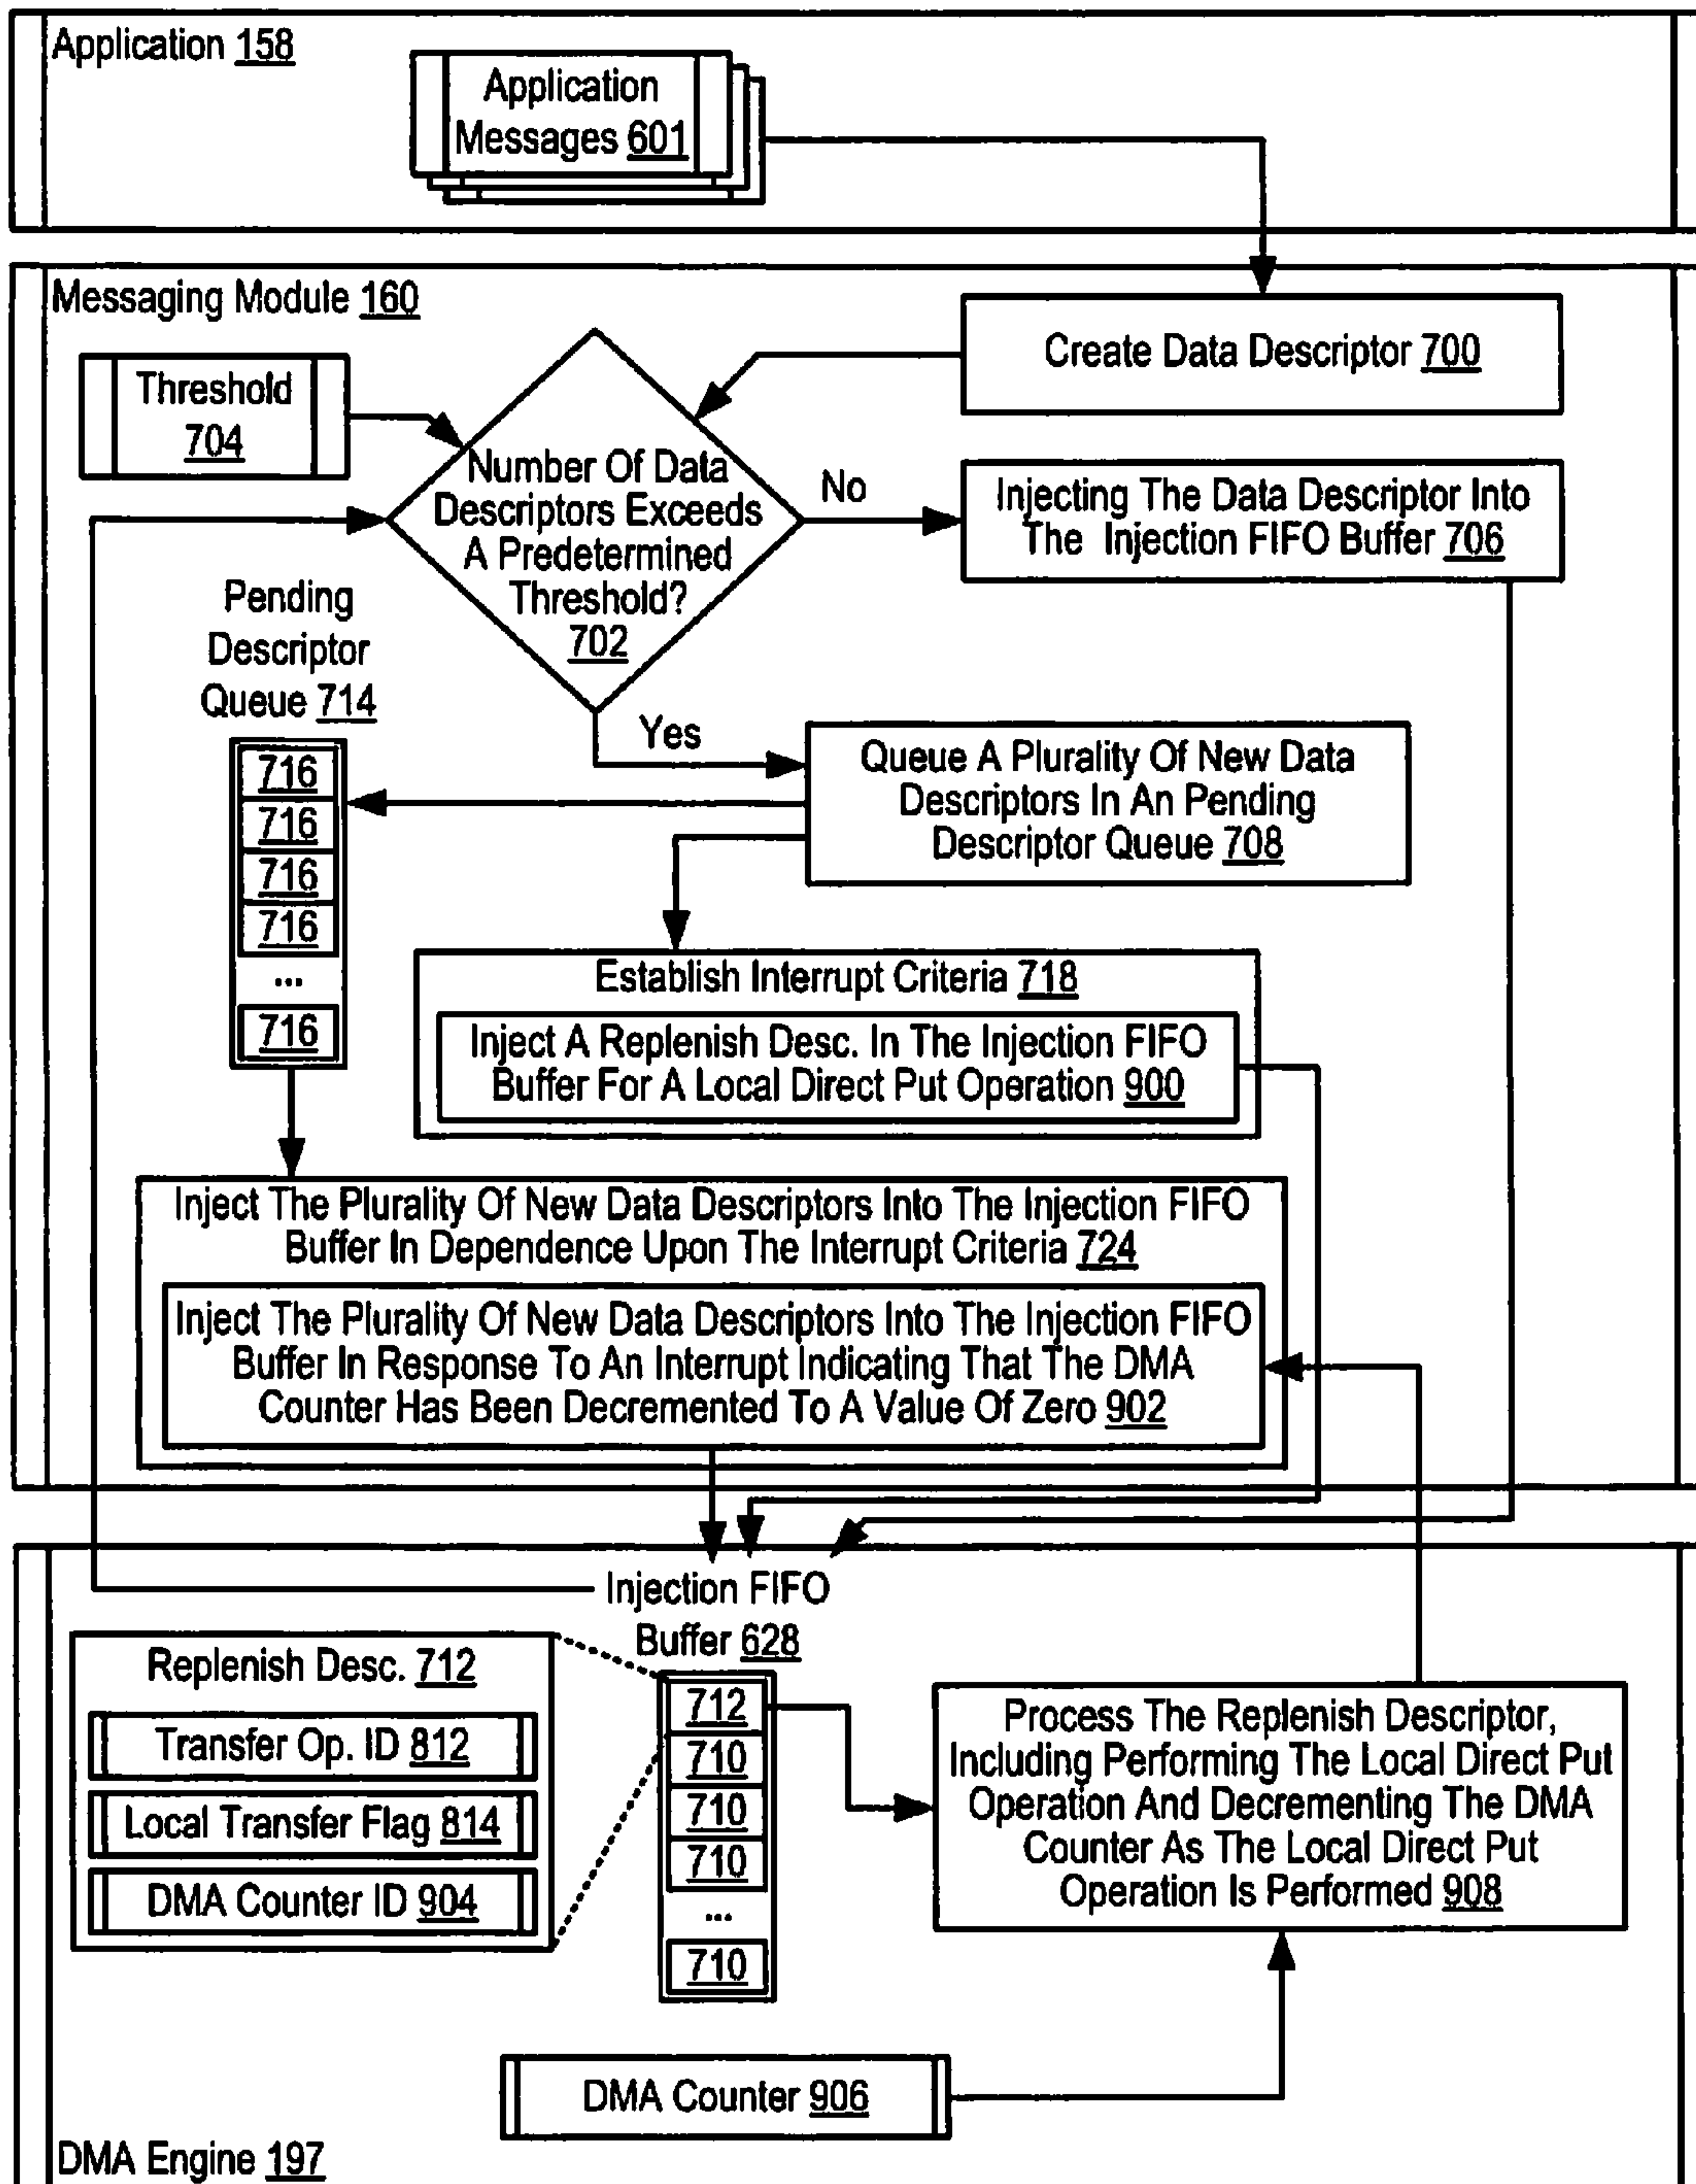 Application 158
Application
Messages 601
Messaging Module 160
Create Data Descriptor 700
Threshold
704
Number Of Data
Descriptors Exceeds
A Predetermined
Threshold?
702
No
Injecting The Data Descriptor Into
The Injection FIFO Buffer 706
Pending
Descriptor
Queue 714
Yes
716
716
716
716
...
716
Queue A Plurality Of New Data
Descriptors In An Pending
Descriptor Queue 708
Establish Interrupt Criteria 718
Inject A Replenish Desc. In The Injection FIFO
Buffer For A Local Direct Put Operation 900
Inject The Plurality Of New Data Descriptors Into The Injection FIFO
Buffer In Dependence Upon The Interrupt Criteria 724
Inject The Plurality Of New Data Descriptors Into The Injection FIFO
Buffer In Response To An Interrupt Indicating That The DMA
Counter Has Been Decremented To A Value Of Zero 902
Injection FIFO
Buffer 628
Replenish Desc. 712
Transfer Op. ID 812
Local Transfer Flag 814
DMA Counter ID 904
712
710
710
710
...
710
Process The Replenish Descriptor,
Including Performing The Local Direct Put
Operation And Decrementing The DMA
Counter As The Local Direct Put
Operation Is Performed 908
DMA Counter 906
DMA Engine 197